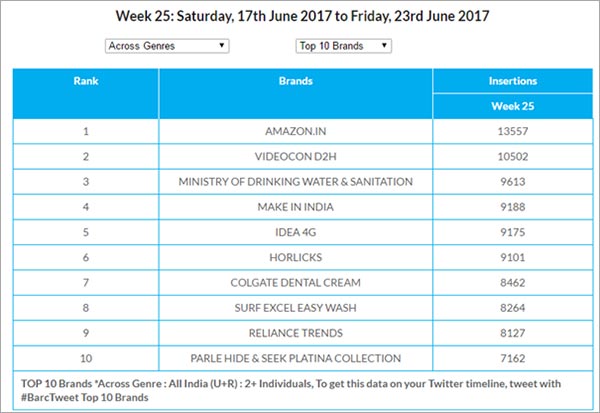 Week 25: Saturday, 17th June 2017 to Friday, 23rd June 2017
Across Genres Top 10 Brands
Rank Brands Insertions
Week 25
1 AMAZON.IN 13557
2 VIDEOCON D2H 10502
3 MINISTRY OF DRINKING WATER & SANITATION 9613
4 MAKE IN INDIA 9188
5 IDEA 4G 9175
6 HORLICKS 9101
7 COLGATE DENTAL CREAM 8462
8 SURF EXCEL EASY WASH 8264
9 RELIANCE TRENDS 8127
10 PARLE HIDE & SEEK PLATINA COLLECTION 7162
TOP 10 Brands *Across Genre : All India (U+R) : 2+ Individuals, To get this data on your Twitter timeline, tweet with
#BarcTweet Top 10 Brands